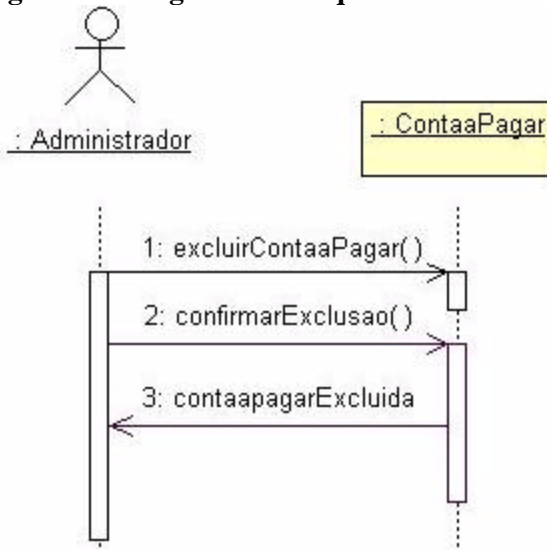 : Administrador
: ContaaPagar
1: excluirContaaPagar( )
2: confirmarExclusao( )
3: contaapagarExcluida